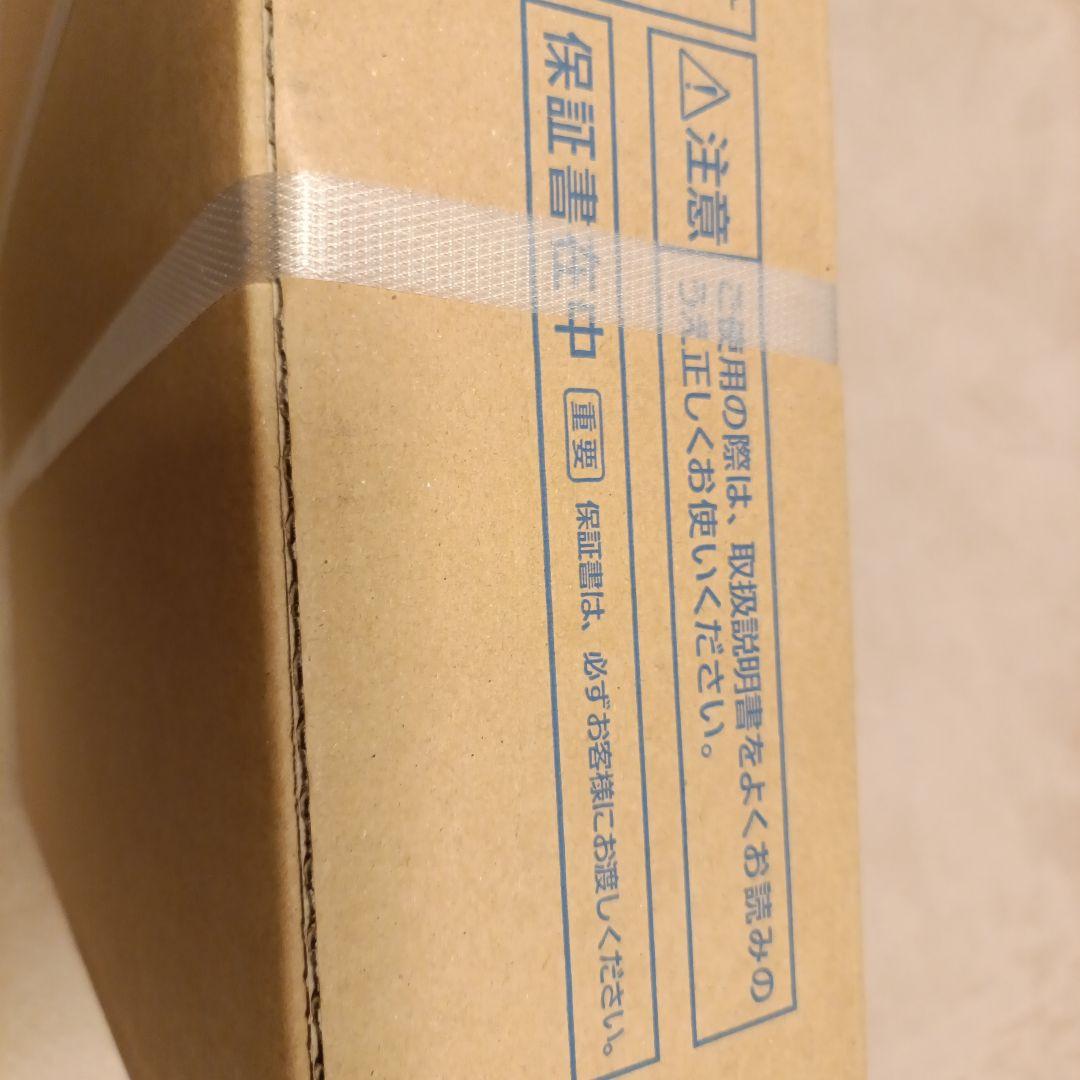 ⚠注意
ご使用の際は、取扱説明書をよくお読みの
うえ正しくお使いください。
保証書在中
重要 保証書は、必ずお客様にお渡しください。